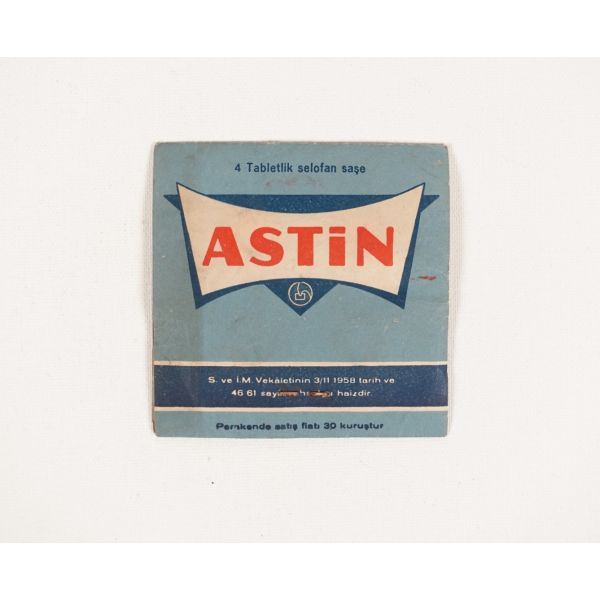 4 Tabletlik selofan saşe
ASTİN
S. ve İ.M. Vekâletinin 3/11 1958 tarih ve
46 61 haizdir.
Perakende satış fiatı 30 kuruştur